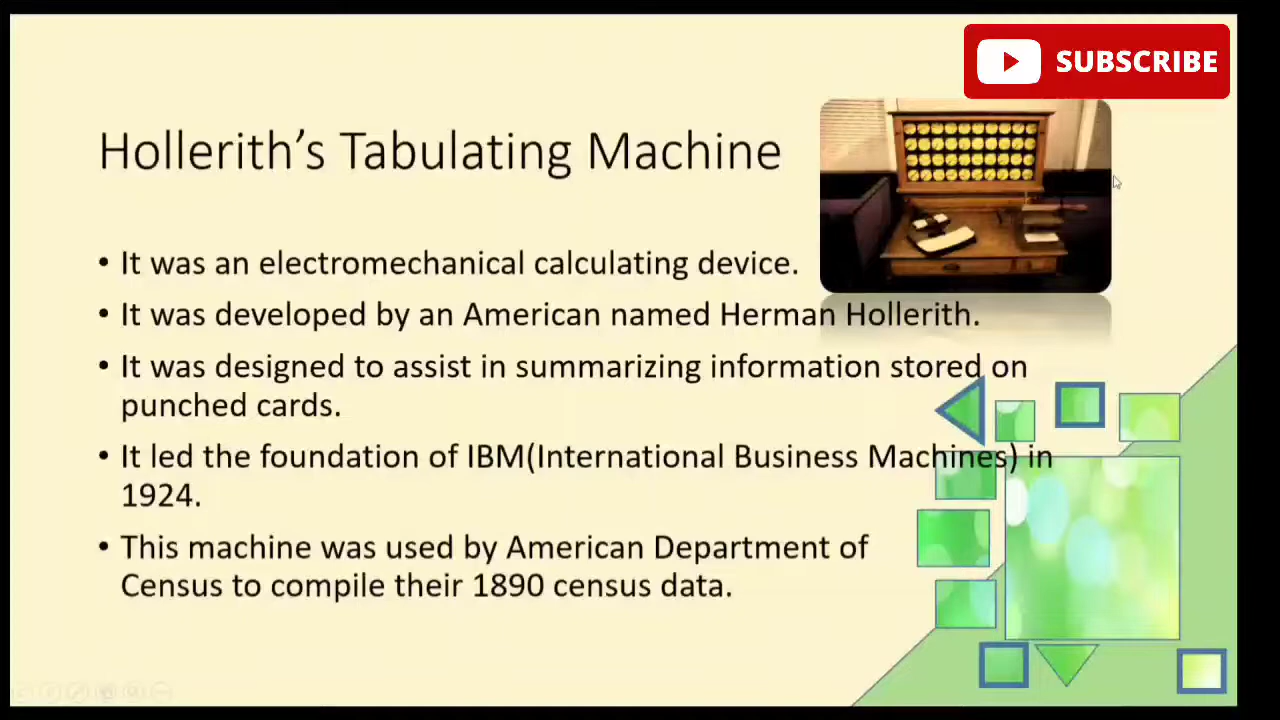 SUBSCRIBE
Hollerith’s Tabulating Machine
• It was an electromechanical calculating device.
• It was developed by an American named Herman Hollerith.
• It was designed to assist in summarizing information stored on
punched cards.
• It led the foundation of IBM(International Business Machines) in
1924.
• This machine was used by American Department of
Census to compile their 1890 census data.